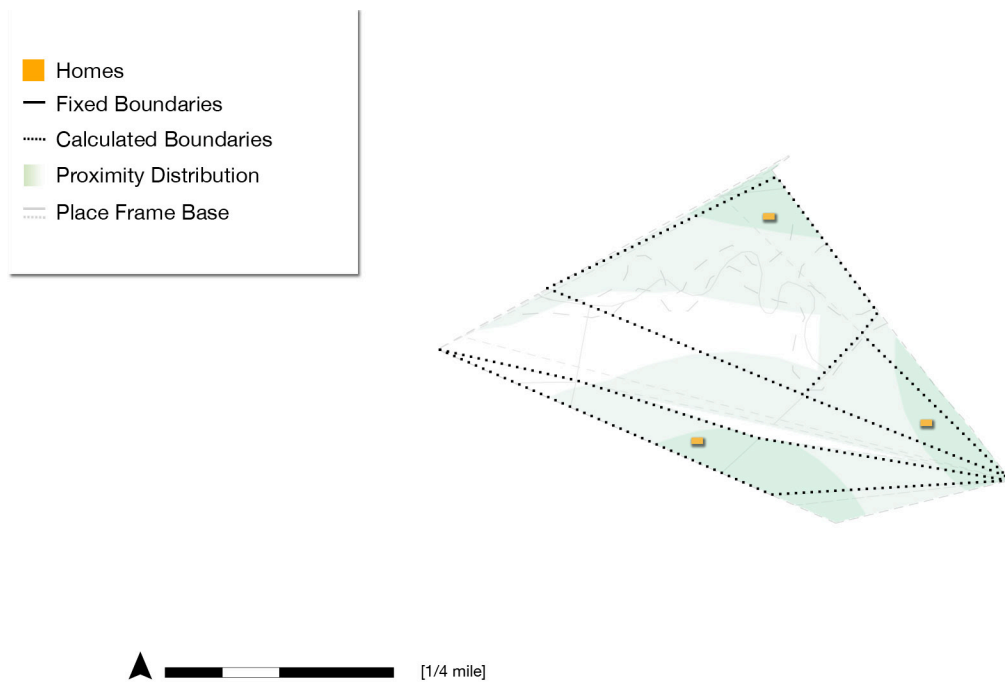 Homes
Fixed Boundaries
Calculated Boundaries
Proximity Distribution
Place Frame Base
[1/4 mile]